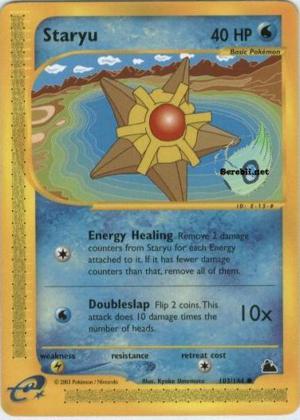 Staryu 40 HP
Basic Pokémon
Serebii.net
Energy Healing Remove 2 damage
counters from Staryu for each Energy
attached to it. If it has fewer damage
counters than that, remove all of them.
Doubleslap Flip 2 coins. This
attack does 10 damage times the
number of heads.
10x
weakness resistance retreat cost
e
© 2003 Pokémon / Nintendo
Illus. Kyoko Umemoto
103/144